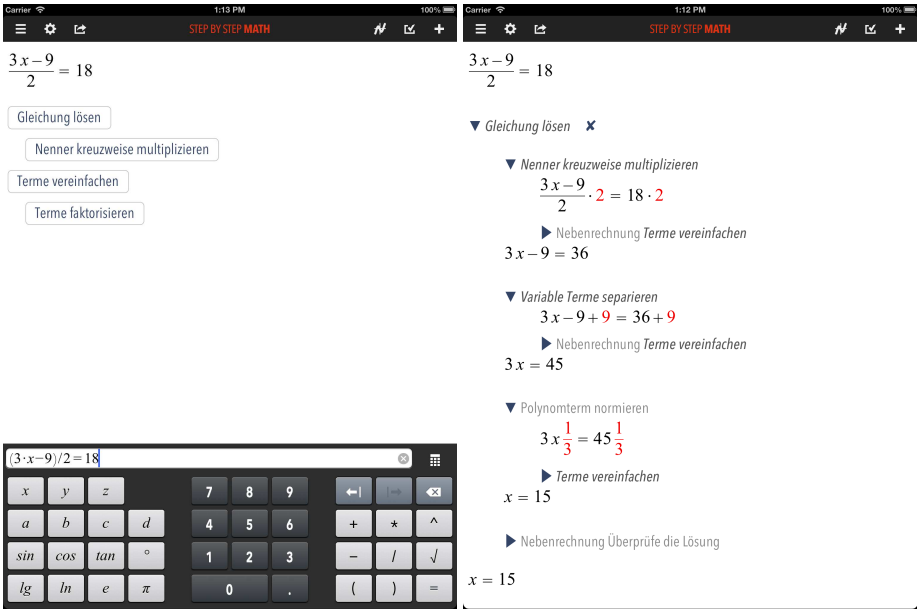 Carrier 1:13 PM 100%
STEP BY STEP MATH
(3x−9)/2 = 18
Gleichung lösen
Nenner kreuzweise multiplizieren
Terme vereinfachen
Terme faktorisieren
(3·x−9)/2=18
x y z 7 8 9
a b c d 4 5 6 + * ^
sin cos tan ° 1 2 3 − / √
lg ln e π 0 . ( ) =
Carrier 1:12 PM 100%
STEP BY STEP MATH
(3x−9)/2 = 18
Gleichung lösen ✘
Nenner kreuzweise multiplizieren
(3x−9)/2 · 2 = 18 · 2
Nebenrechnung Terme vereinfachen
3x−9 = 36
Variable Terme separieren
3x−9+9 = 36+9
Nebenrechnung Terme vereinfachen
3x = 45
Polynomterm normieren
3x 1/3 = 45 1/3
Terme vereinfachen
x = 15
Nebenrechnung Überprüfe die Lösung
x = 15